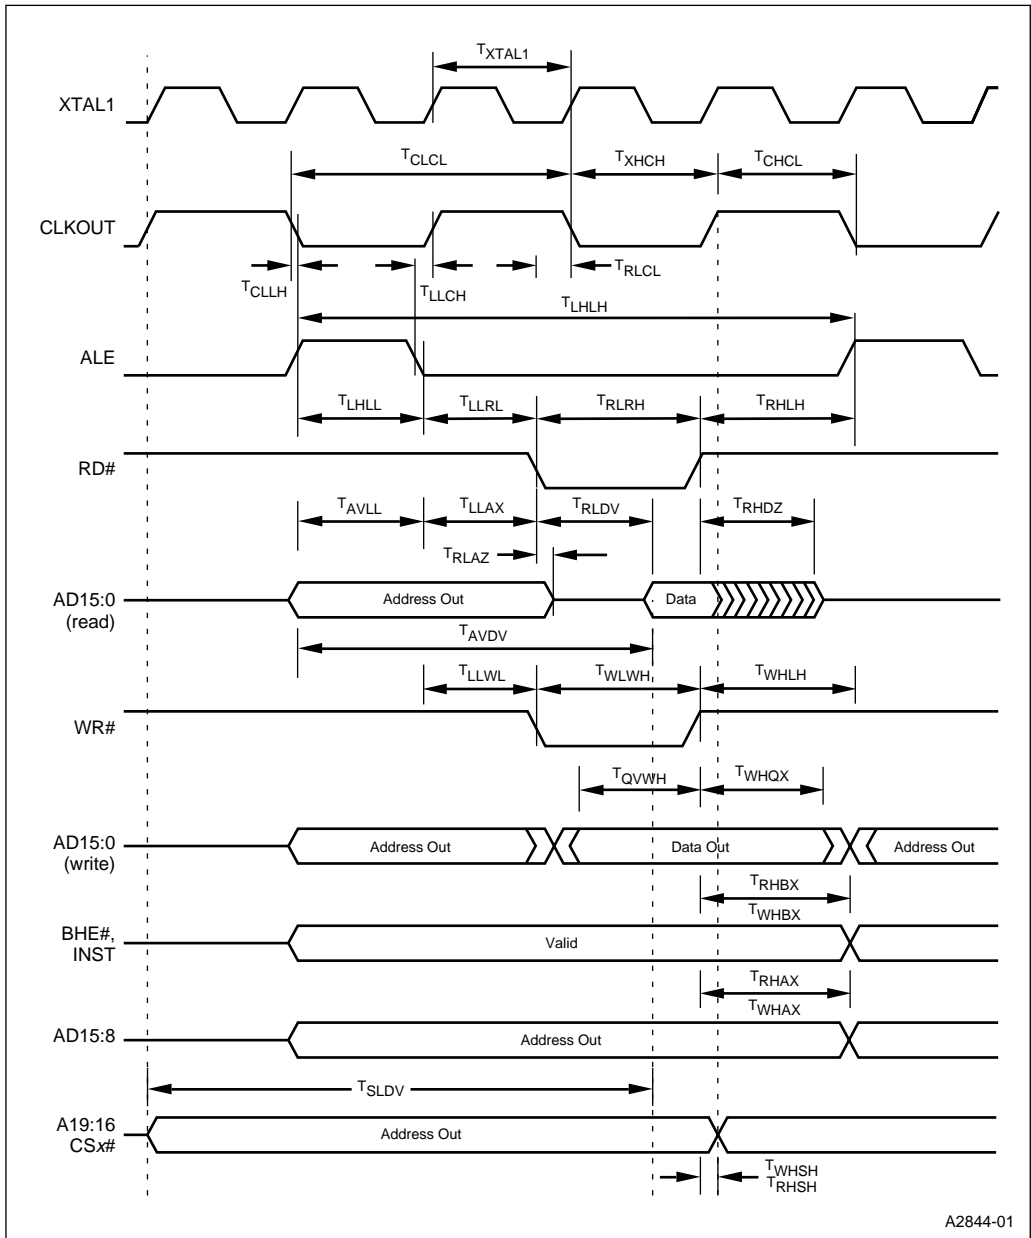 TXTAL1
XTAL1
TCLCL
TXHCH
TCHCL
CLKOUT
TCLLH
TLLCH
TRLCL
TLHLH
ALE
TLHLL
TLLRL
TRLRH
TRHLH
RD#
TAVLL
TLLAX
TRLDV
TRHDZ
TRLAZ
AD15:0
(read)
Address Out
Data
TAVDV
TLLWL
TWLWH
TWHLH
WR#
TQVWH
TWHQX
AD15:0
(write)
Address Out
Data Out
Address Out
TRHBX
TWHBX
BHE#,
INST
Valid
TRHAX
TWHAX
AD15:8
Address Out
TSLDV
A19:16
CSx#
Address Out
TWHSH
TRHSH
A2844-01